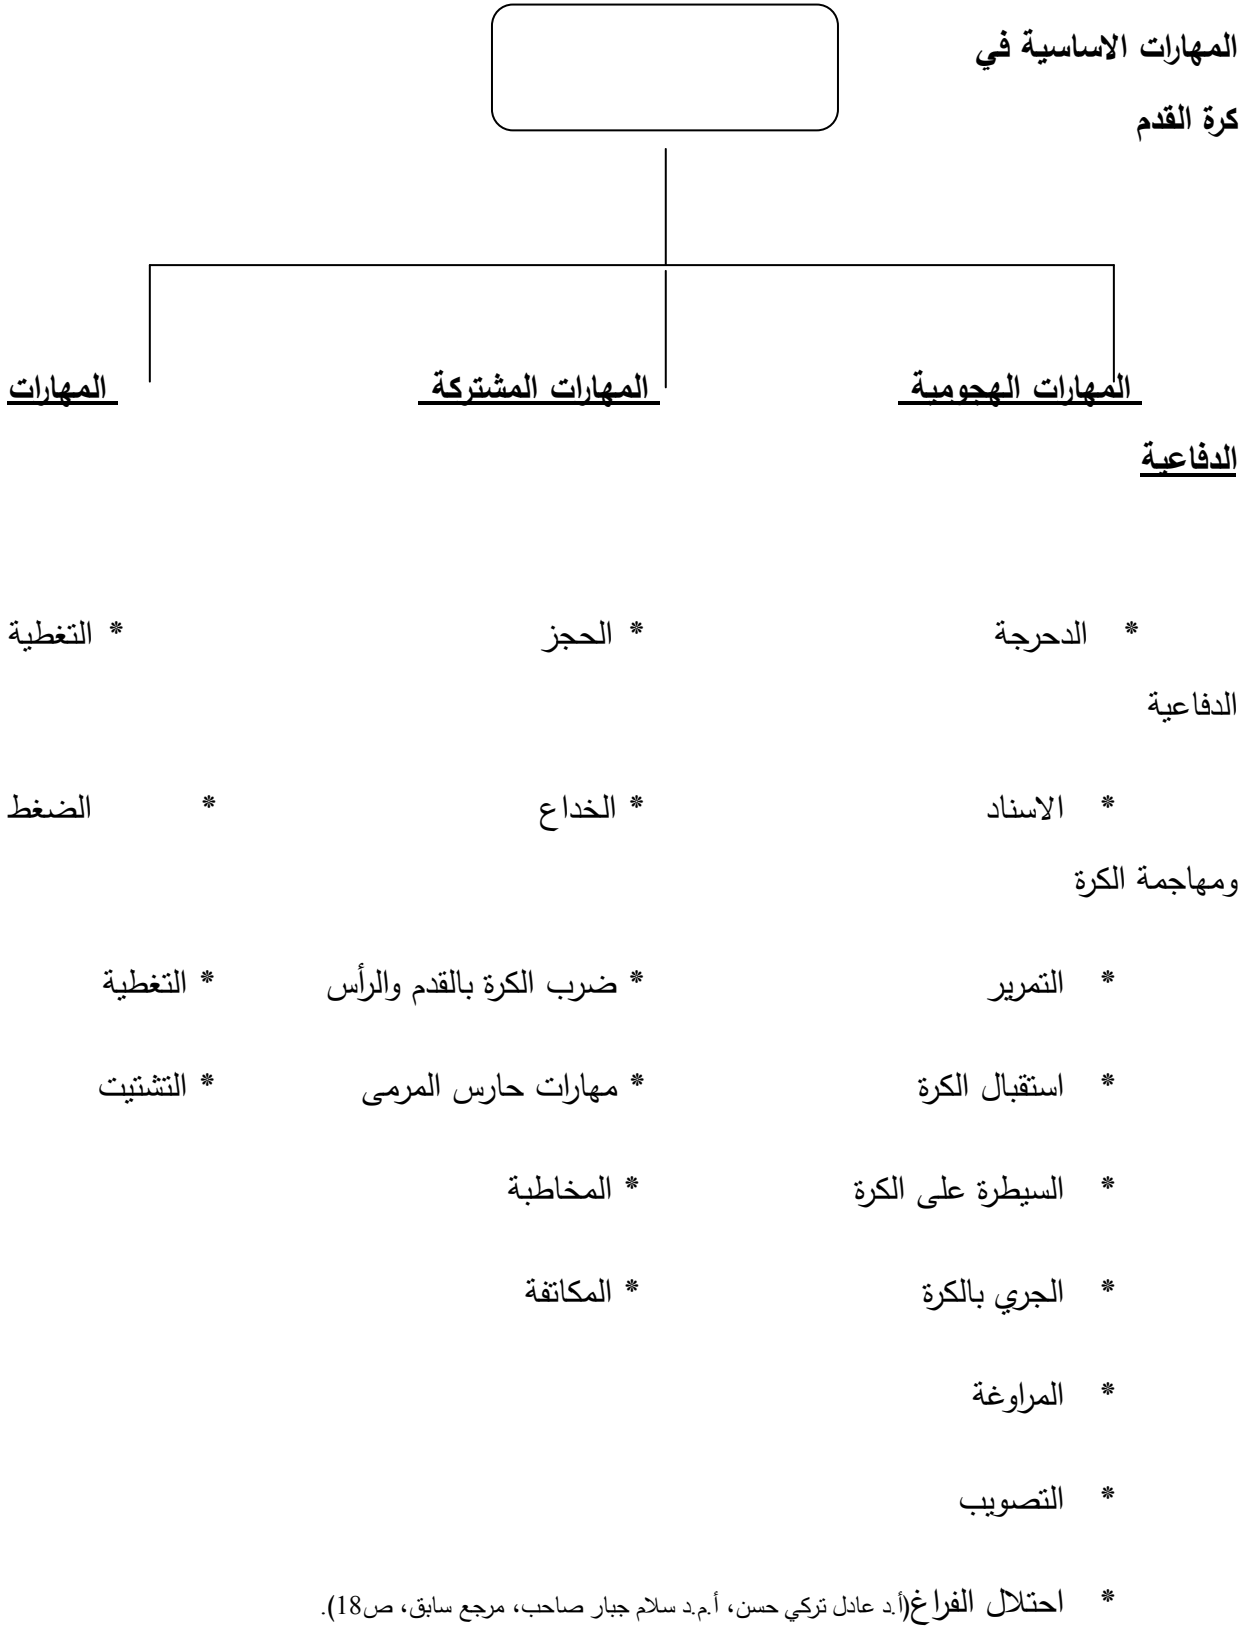 المهارات الاساسية في
كرة القدم
المهارات الهجومية المهارات المشتركة المهارات
الدفاعية
* الدحرجة * الحجز * التغطية
الدفاعية
* الاسناد * الخداع * الضغط
ومهاجمة الكرة
* التمرير * ضرب الكرة بالقدم والرأس * التغطية
* استقبال الكرة * مهارات حارس المرمى * التشتيت
* السيطرة على الكرة * المخاطبة
* الجري بالكرة * المكاتفة
* المراوغة
* التصويب
* احتلال الفراغ(أ.د عادل تركي حسن، أ.م.د سلام جبار صاحب، مرجع سابق، ص18).